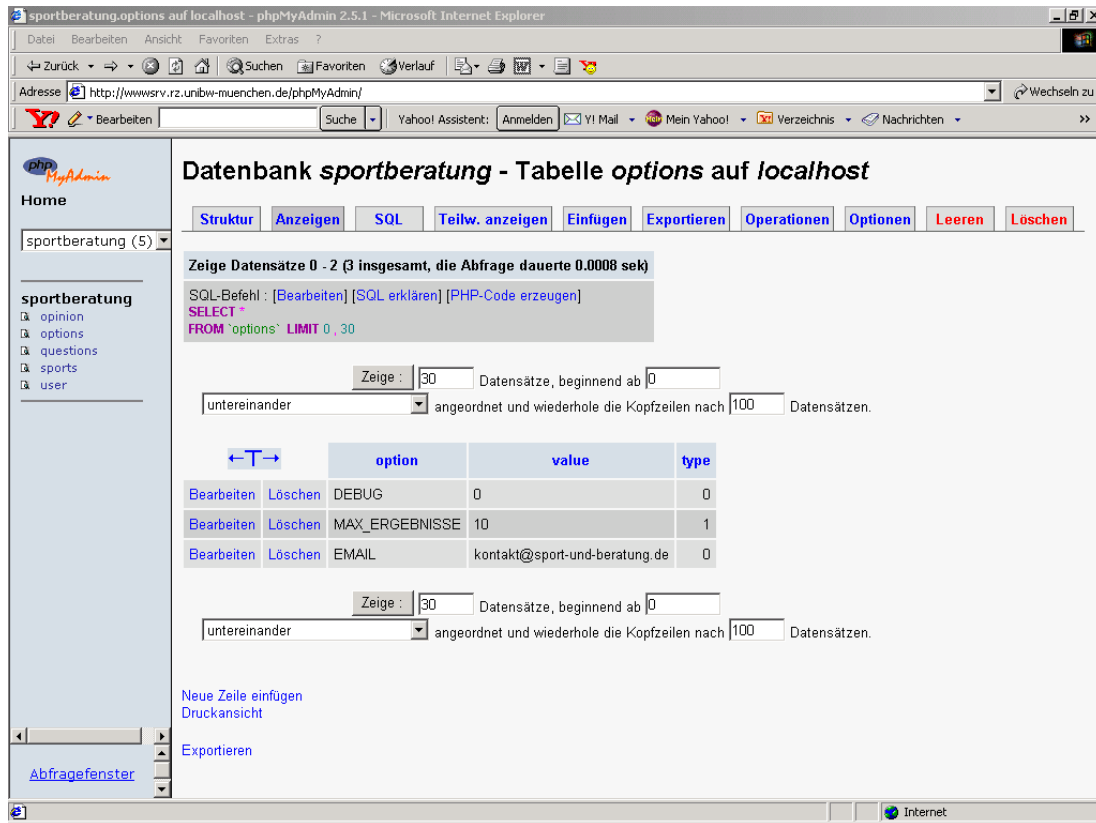 sportberatung.options auf localhost - phpMyAdmin 2.5.1 - Microsoft Internet Explorer
Datei Bearbeiten Ansicht Favoriten Extras ?
Zurück Suchen Favoriten Verlauf
Adresse http://wwwsrv.rz.unibw-muenchen.de/phpMyAdmin/ Wechseln zu
Y! Bearbeiten Suche Yahoo! Assistent: Anmelden Y! Mail Mein Yahoo! Verzeichnis Nachrichten »
php
MyAdmin
Home
sportberatung (5)
sportberatung
opinion
options
questions
sports
user
Abfragefenster
Datenbank sportberatung - Tabelle options auf localhost
Struktur Anzeigen SQL Teilw. anzeigen Einfügen Exportieren Operationen Optionen Leeren Löschen
Zeige Datensätze 0 - 2 (3 insgesamt, die Abfrage dauerte 0.0008 sek)
SQL-Befehl : [Bearbeiten] [SQL erklären] [PHP-Code erzeugen]
SELECT *
FROM `options` LIMIT 0 , 30
Zeige : 30 Datensätze, beginnend ab 0
untereinander angeordnet und wiederhole die Kopfzeilen nach 100 Datensätzen.
←T→ option value type
Bearbeiten Löschen DEBUG 0 0
Bearbeiten Löschen MAX_ERGEBNISSE 10 1
Bearbeiten Löschen EMAIL kontakt@sport-und-beratung.de 0
Zeige : 30 Datensätze, beginnend ab 0
untereinander angeordnet und wiederhole die Kopfzeilen nach 100 Datensätzen.
Neue Zeile einfügen
Druckansicht
Exportieren
Internet